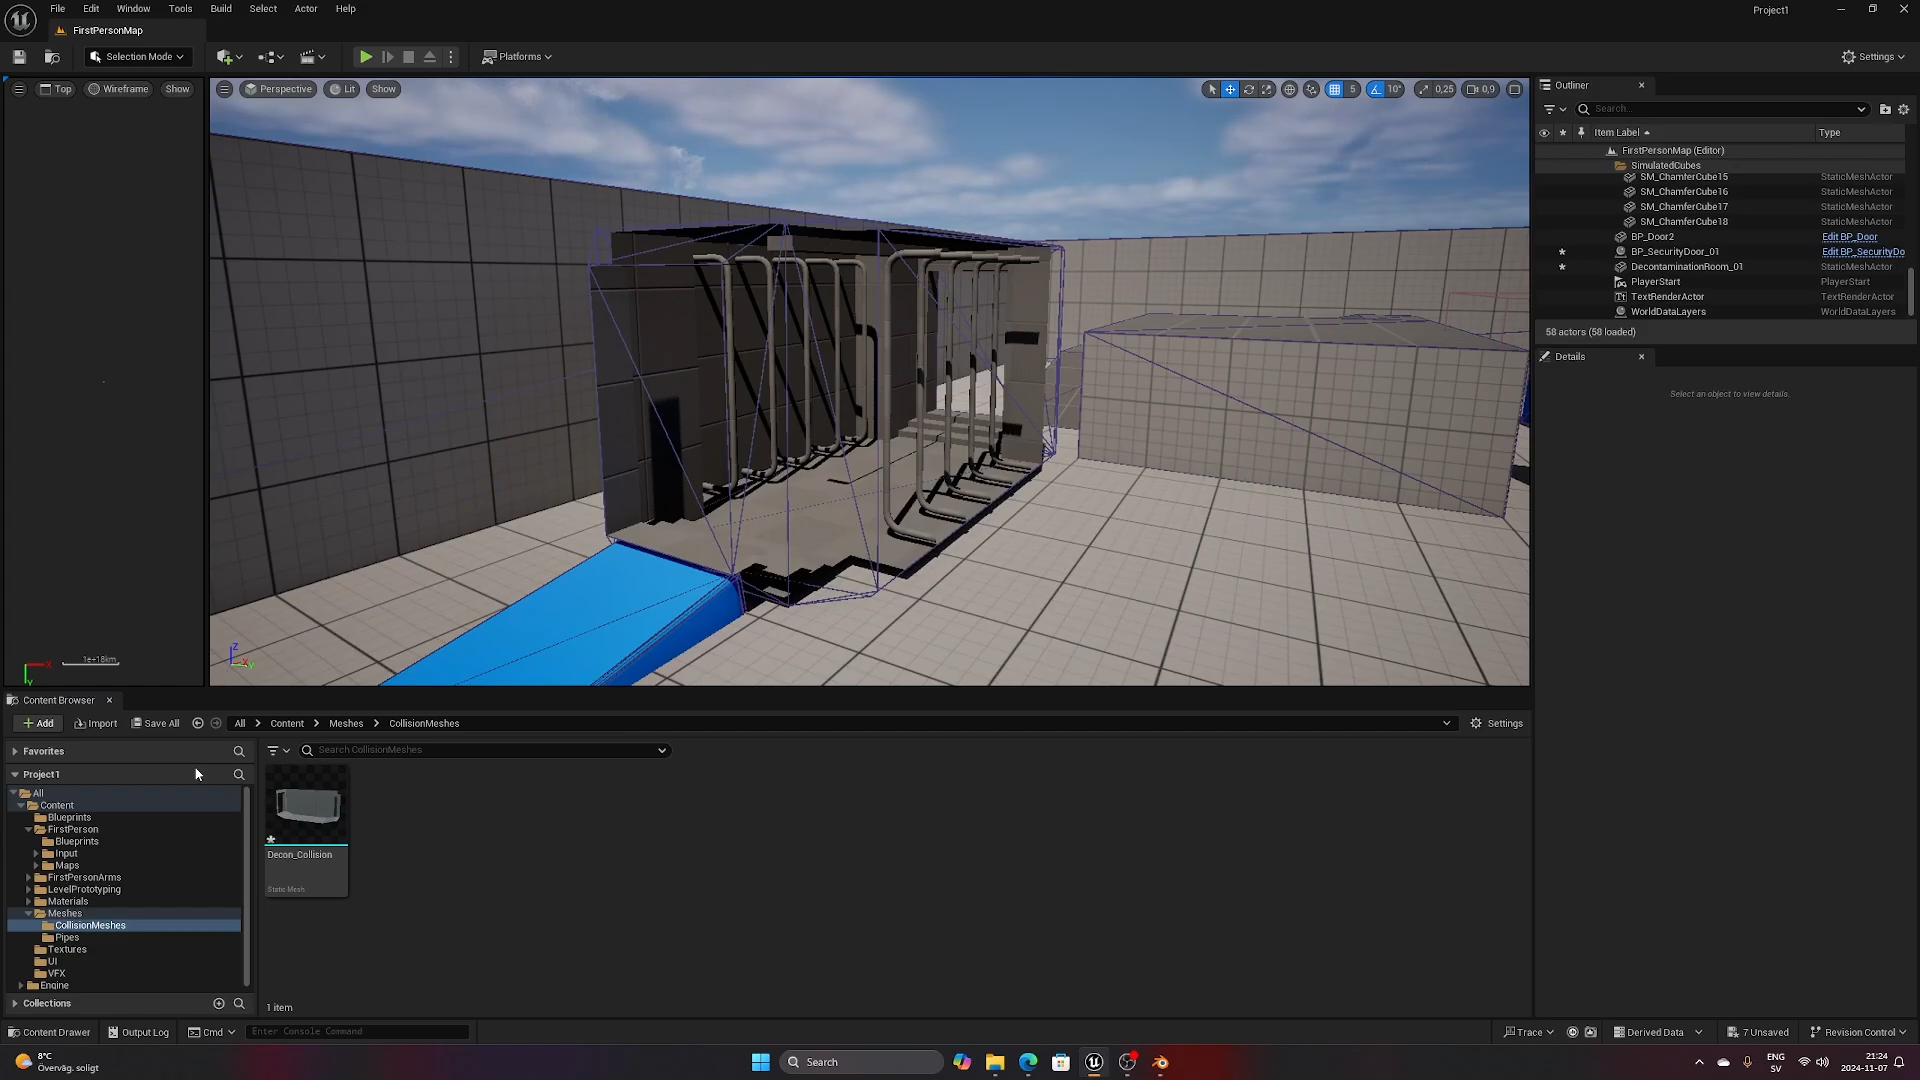 File Edit Window Tools Build Select Actor Help
Project1
FirstPersonMap
Selection Mode
Platforms
Settings
Top
Wireframe
Show
Perspective
Lit
Show
5
10°
0,25
0,9
1e+18km
Outliner
Search...
Item Label
Type
FirstPersonMap (Editor)
SimulatedCubes
SM_ChamferCube15 StaticMeshActor
SM_ChamferCube16 StaticMeshActor
SM_ChamferCube17 StaticMeshActor
SM_ChamferCube18 StaticMeshActor
BP_Door2 Edit BP_Door
BP_SecurityDoor_01 Edit BP_SecurityDo
DecontaminationRoom_01 StaticMeshActor
PlayerStart PlayerStart
TextRenderActor TextRenderActor
WorldDataLayers WorldDataLayers
58 actors (58 loaded)
Details
Select an object to view details.
Content Browser
Add
Import
Save All
All > Content > Meshes > CollisionMeshes
Settings
Favorites
Project1
All
Content
Blueprints
FirstPerson
Blueprints
Input
Maps
FirstPersonArms
LevelPrototyping
Materials
Meshes
CollisionMeshes
Pipes
Textures
UI
VFX
Engine
Collections
Search CollisionMeshes
Decon_Collision
Static Mesh
1 item
Content Drawer
Output Log
Cmd
Enter Console Command
Trace
Derived Data
7 Unsaved
Revision Control
8°C
Överväg. soligt
Search
ENG
SV
21:24
2024-11-07